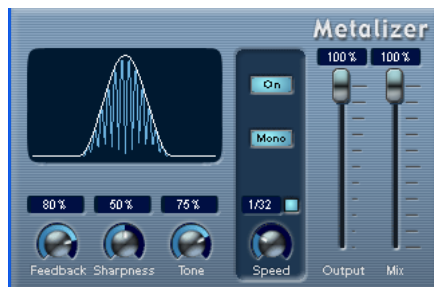 Metalizer
100% 100%
On
Mono
80% 50% 75% 1/32
Feedback Sharpness Tone Speed Output Mix